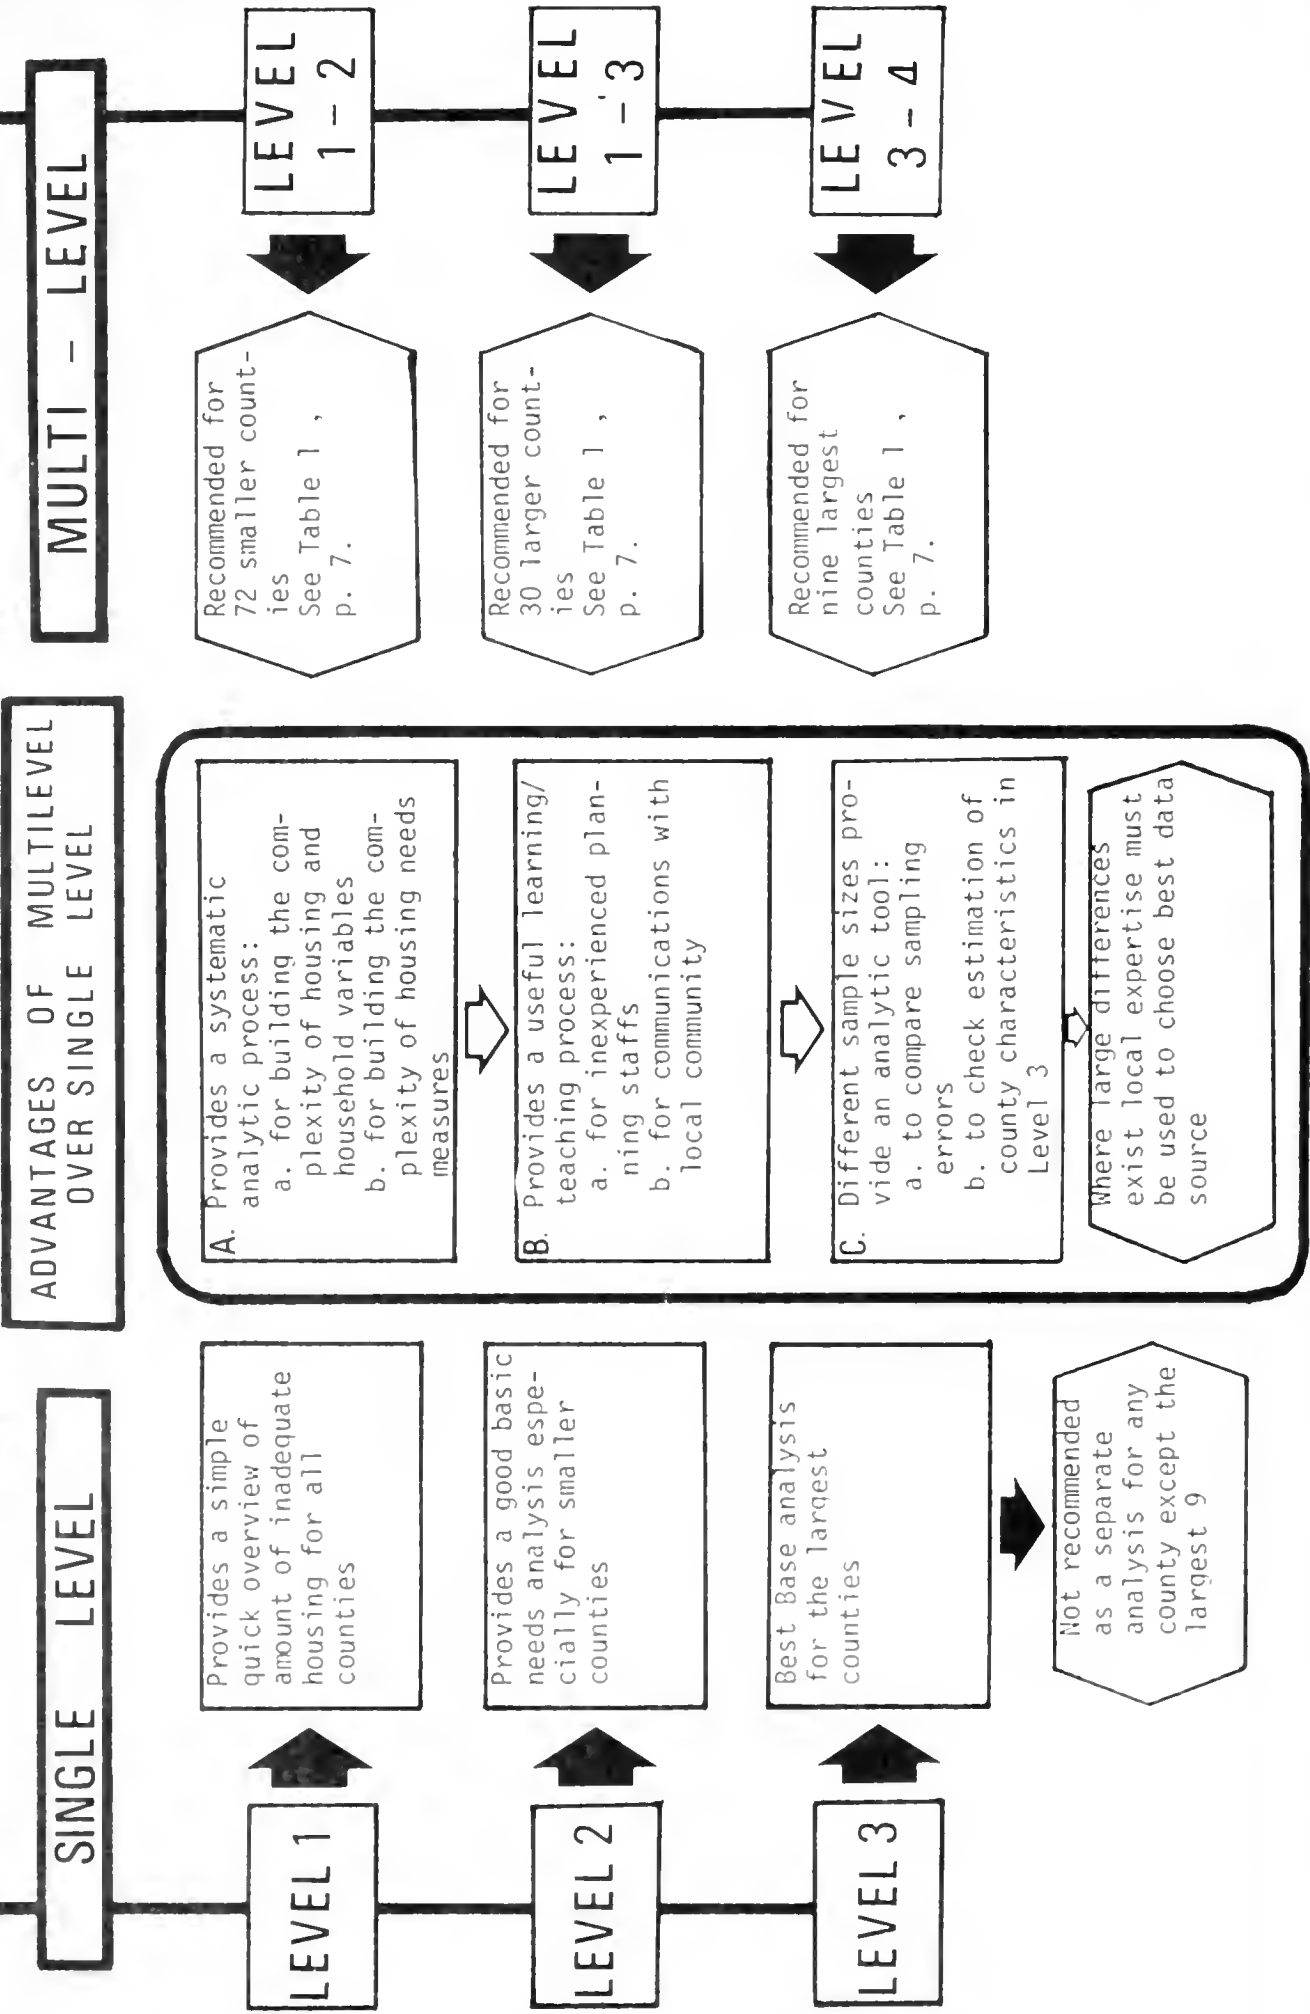 SINGLE LEVEL
LEVEL 1
Provides a simple
quick overview of
amount of inadequate
housing for all
counties
LEVEL 2
Provides a good basic
needs analysis espe-
cially for smaller
counties
LEVEL 3
Best Base analysis
for the largest
counties
Not recommended
as a separate
analysis for any
county except the
largest 9
ADVANTAGES OF MULTILEVEL
OVER SINGLE LEVEL
A. Provides a systematic
analytic process:
a. for building the com-
plexity of housing and
household variables
b. for building the com-
plexity of housing needs
measures
B. Provides a useful learning/
teaching process:
a. for inexperienced plan-
ning staffs
b. for communications with
local community
C. Different sample sizes pro-
vide an analytic tool:
a. to compare sampling
errors
b. to check estimation of
county characteristics in
Level 3
Where large differences
exist local expertise must
be used to choose best data
source
MULTI - LEVEL
LEVEL
1 - 2
Recommended for
72 smaller count-
ies
See Table 1 ,
p. 7.
LEVEL
1 - 3
Recommended for
30 larger count-
ies
See Table 1 ,
p. 7.
LEVEL
3 - 4
Recommended for
nine largest
counties
See Table 1 ,
p. 7.